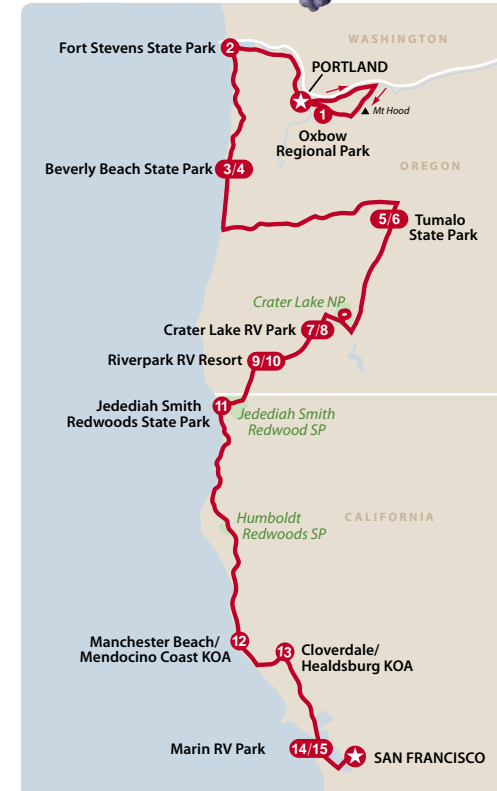 WASHINGTON
Fort Stevens State Park
2
PORTLAND
1
Mt Hood
Oxbow
Regional Park
OREGON
Beverly Beach State Park
3/4
5/6
Tumalo
State Park
Crater Lake NP
Crater Lake RV Park
7/8
Riverpark RV Resort
9/10
Jedediah Smith
Redwoods State Park
11
Jedediah Smith
Redwood SP
Humboldt
Redwoods SP
CALIFORNIA
Manchester Beach/
Mendocino Coast KOA
12
13
Cloverdale/
Healdsburg KOA
Marin RV Park
14/15
SAN FRANCISCO